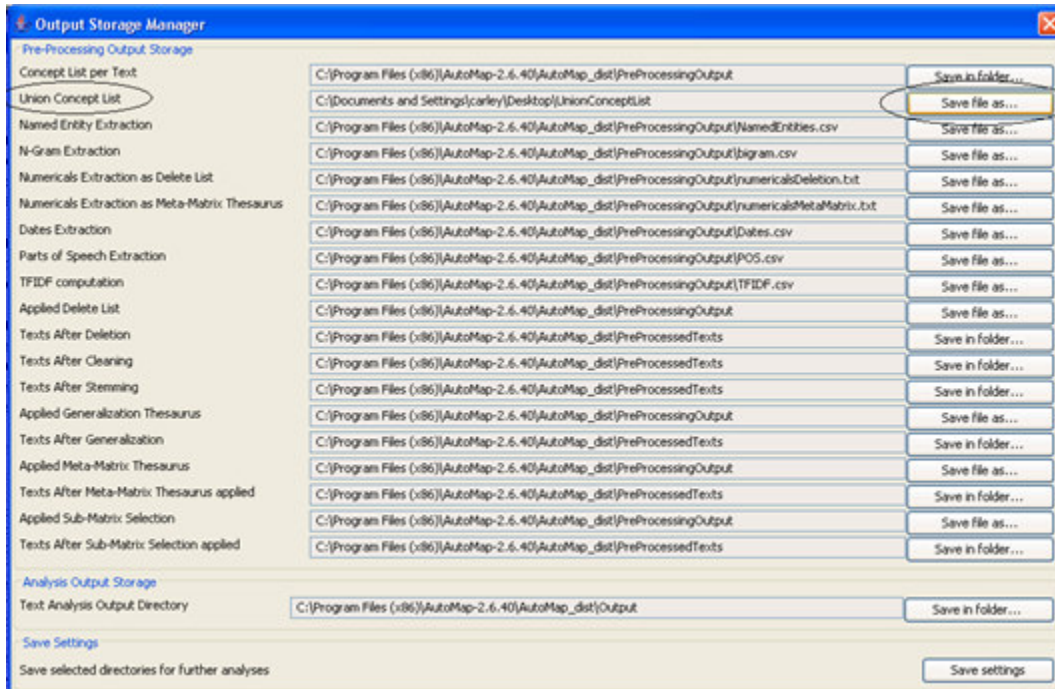 Output Storage Manager
Pre-Processing Output Storage
Concept List per Text C:\Program Files (x86)\AutoMap-2.6.40\AutoMap_dist\PreProcessingOutput Save in folder...
Union Concept List C:\Documents and Settings\carley\Desktop\UnionConceptList Save file as...
Named Entity Extraction C:\Program Files (x86)\AutoMap-2.6.40\AutoMap_dist\PreProcessingOutput\NamedEntities.csv Save file as...
N-Gram Extraction C:\Program Files (x86)\AutoMap-2.6.40\AutoMap_dist\PreProcessingOutput\bigram.csv Save file as...
Numericals Extraction as Delete List C:\Program Files (x86)\AutoMap-2.6.40\AutoMap_dist\PreProcessingOutput\numericalsDeletion.txt Save file as...
Numericals Extraction as Meta-Matrix Thesaurus C:\Program Files (x86)\AutoMap-2.6.40\AutoMap_dist\PreProcessingOutput\numericalsMetaMatrix.txt Save file as...
Dates Extraction C:\Program Files (x86)\AutoMap-2.6.40\AutoMap_dist\PreProcessingOutput\Dates.csv Save file as...
Parts of Speech Extraction C:\Program Files (x86)\AutoMap-2.6.40\AutoMap_dist\PreProcessingOutput\POS.csv Save file as...
TFIDF computation C:\Program Files (x86)\AutoMap-2.6.40\AutoMap_dist\PreProcessingOutput\TFIDF.csv Save file as...
Applied Delete List C:\Program Files (x86)\AutoMap-2.6.40\AutoMap_dist\PreProcessingOutput Save file as...
Texts After Deletion C:\Program Files (x86)\AutoMap-2.6.40\AutoMap_dist\PreProcessedTexts Save in folder...
Texts After Cleaning C:\Program Files (x86)\AutoMap-2.6.40\AutoMap_dist\PreProcessedTexts Save in folder...
Texts After Stemming C:\Program Files (x86)\AutoMap-2.6.40\AutoMap_dist\PreProcessedTexts Save in folder...
Applied Generalization Thesaurus C:\Program Files (x86)\AutoMap-2.6.40\AutoMap_dist\PreProcessingOutput Save file as...
Texts After Generalization C:\Program Files (x86)\AutoMap-2.6.40\AutoMap_dist\PreProcessedTexts Save in folder...
Applied Meta-Matrix Thesaurus C:\Program Files (x86)\AutoMap-2.6.40\AutoMap_dist\PreProcessingOutput Save file as...
Texts After Meta-Matrix Thesaurus applied C:\Program Files (x86)\AutoMap-2.6.40\AutoMap_dist\PreProcessedTexts Save in folder...
Applied Sub-Matrix Selection C:\Program Files (x86)\AutoMap-2.6.40\AutoMap_dist\PreProcessingOutput Save file as...
Texts After Sub-Matrix Selection applied C:\Program Files (x86)\AutoMap-2.6.40\AutoMap_dist\PreProcessedTexts Save in folder...
Analysis Output Storage
Text Analysis Output Directory C:\Program Files (x86)\AutoMap-2.6.40\AutoMap_dist\Output Save in folder...
Save Settings
Save selected directories for further analyses Save settings